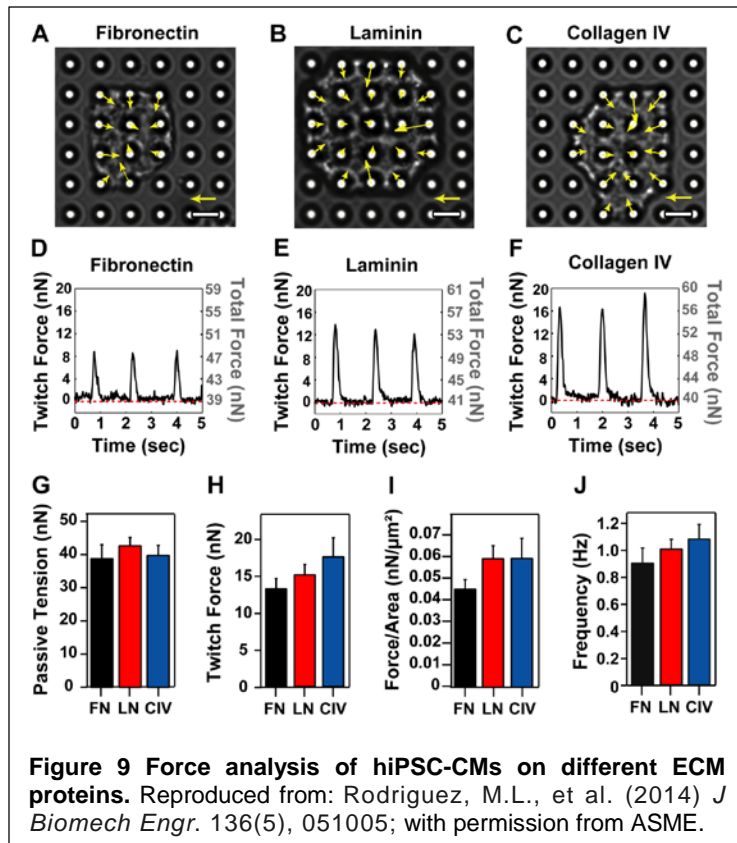 A Fibronectin
B Laminin
C Collagen IV
D Fibronectin
Twitch Force (nN)
20
16
12
8
4
0
59
55
51
47
43
39
Total Force (nN)
0 1 2 3 4 5
Time (sec)
E Laminin
Twitch Force (nN)
20
16
12
8
4
0
61
57
53
49
45
41
Total Force (nN)
0 1 2 3 4 5
Time (sec)
F Collagen IV
Twitch Force (nN)
20
16
12
8
4
0
60
56
52
48
44
40
Total Force (nN)
0 1 2 3 4 5
Time (sec)
G
Passive Tension (nN)
50
40
30
20
10
0
FN LN CIV
H
Twitch Force (nN)
20
15
10
5
0
FN LN CIV
I
Force/Area (nN/µm²)
0.07
0.06
0.05
0.04
0.03
0.02
0.01
0.01
FN LN CIV
J
Frequency (Hz)
1.2
1.0
0.8
0.6
0.4
0.2
0
FN LN CIV
Figure 9 Force analysis of hiPSC-CMs on different ECM
proteins. Reproduced from: Rodriguez, M.L., et al. (2014) J
Biomech Engr. 136(5), 051005; with permission from ASME.